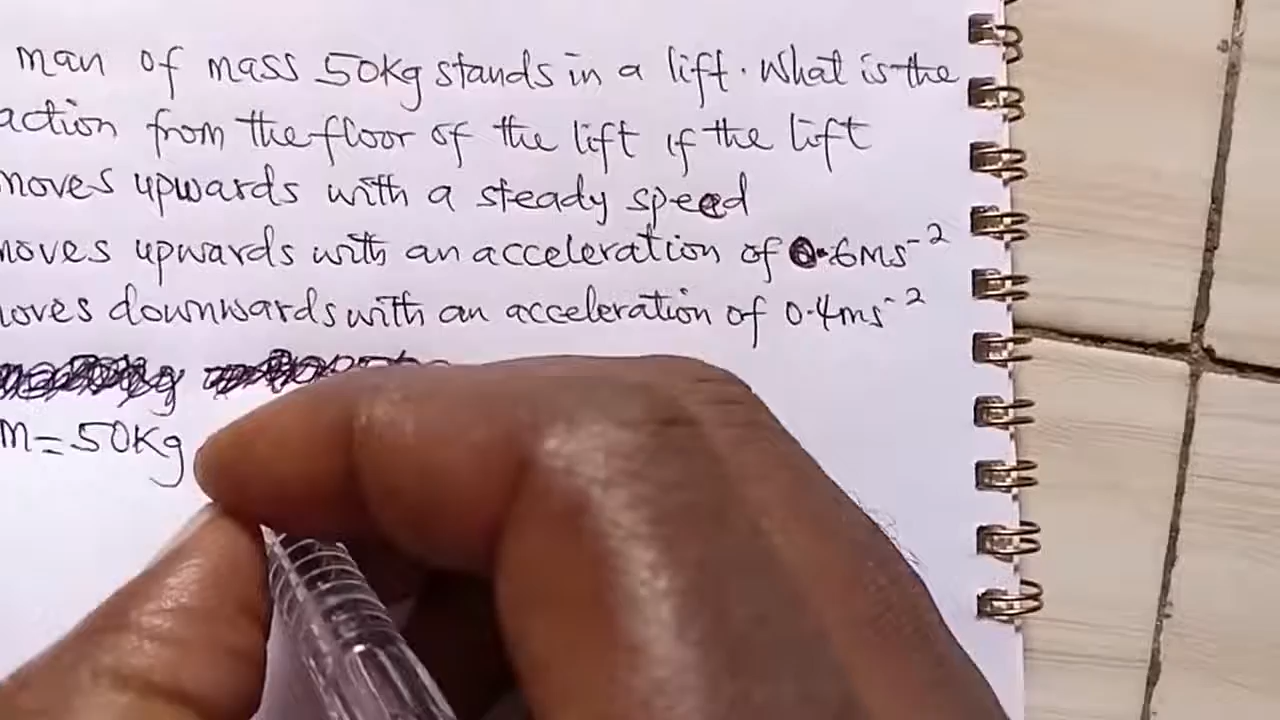 man of mass 50Kg stands in a lift. What is the
action from the floor of the lift if the lift
moves upwards with a steady speed
moves upwards with an acceleration of 0.6ms⁻²
oves downwards with an acceleration of 0.4ms⁻²
m = 50Kg